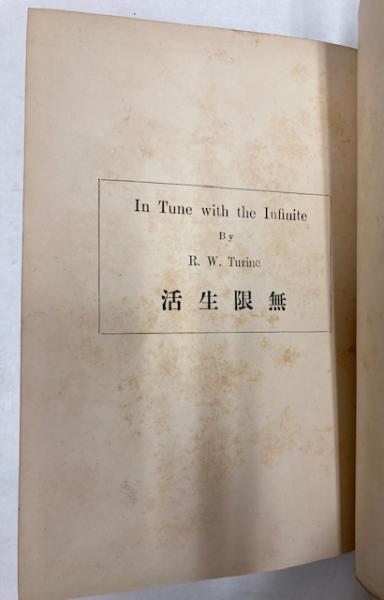 In Tune with the Infinite
By
R. W. Turine
無限生活